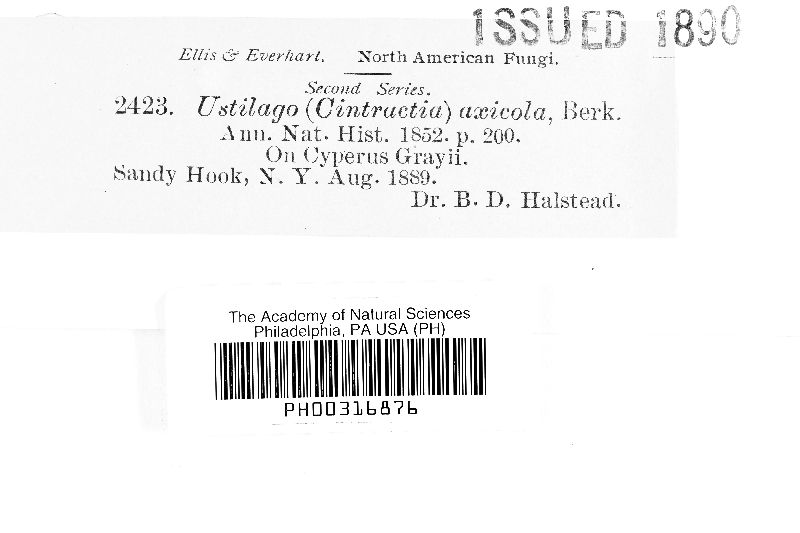 ISSUED 1890
Ellis & Everhart. North American Fungi.
Second Series.
2423. Ustilago (Cintractia) axicola, Berk.
Ann. Nat. Hist. 1852. p. 200.
On Cyperus Grayii.
Sandy Hook, N. Y. Aug. 1889.
Dr. B. D. Halstead.
The Academy of Natural Sciences
Philadelphia, PA USA (PH)
PH00316876